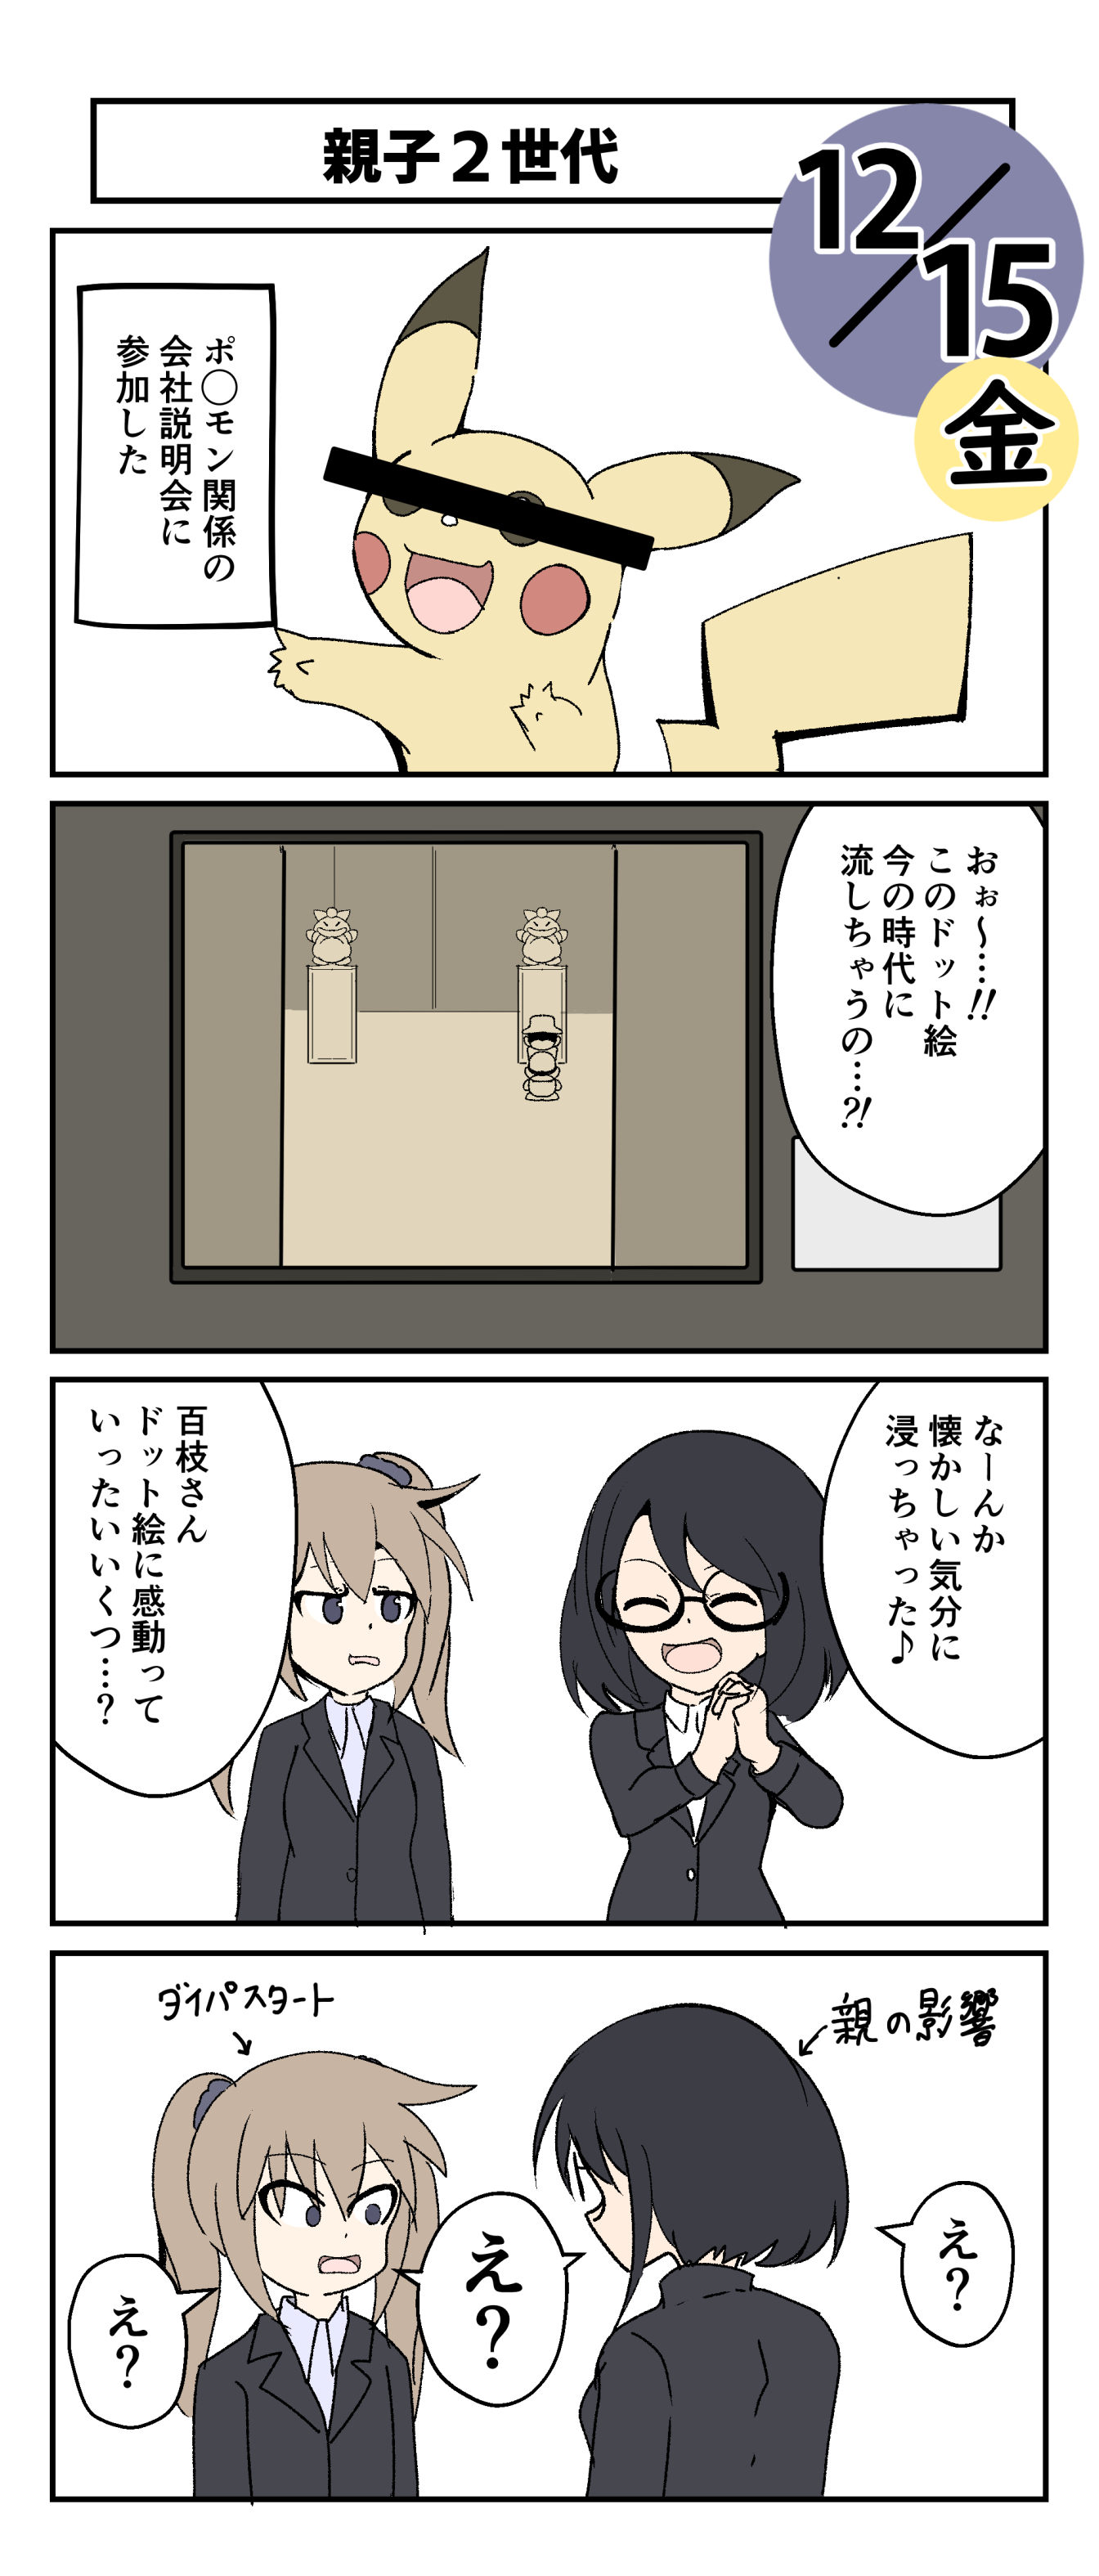 親子２世代
12/15
金
ポ◯モン関係の
会社説明会に
参加した
おぉ～…!!
このドット絵
今の時代に
流しちゃうの…?!
なーんか
懐かしい気分に
浸っちゃった♪
百枝さん
ドット絵に感動って
いったいいくつ…?
親の影響
ダイパスタート
え?
え?
え?